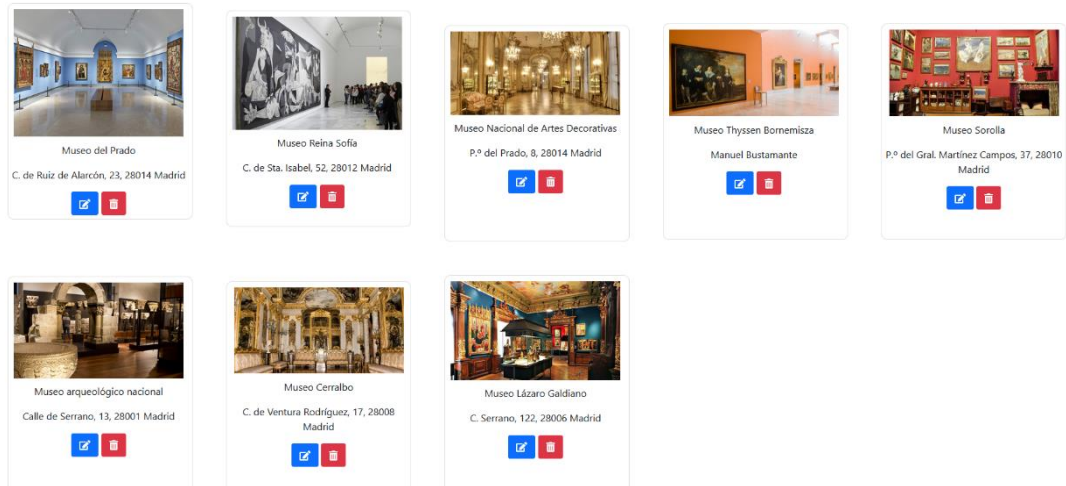 Museo del Prado
C. de Ruiz de Alarcón, 23, 28014 Madrid
Museo Reina Sofía
C. de Sta. Isabel, 52, 28012 Madrid
Museo Nacional de Artes Decorativas
P.º del Prado, 8, 28014 Madrid
Museo Thyssen Bornemisza
Manuel Bustamante
Museo Sorolla
P.º del Gral. Martínez Campos, 37, 28010
Madrid
Museo arqueológico nacional
Calle de Serrano, 13, 28001 Madrid
Museo Cerralbo
C. de Ventura Rodríguez, 17, 28008
Madrid
Museo Lázaro Galdiano
C. Serrano, 122, 28006 Madrid